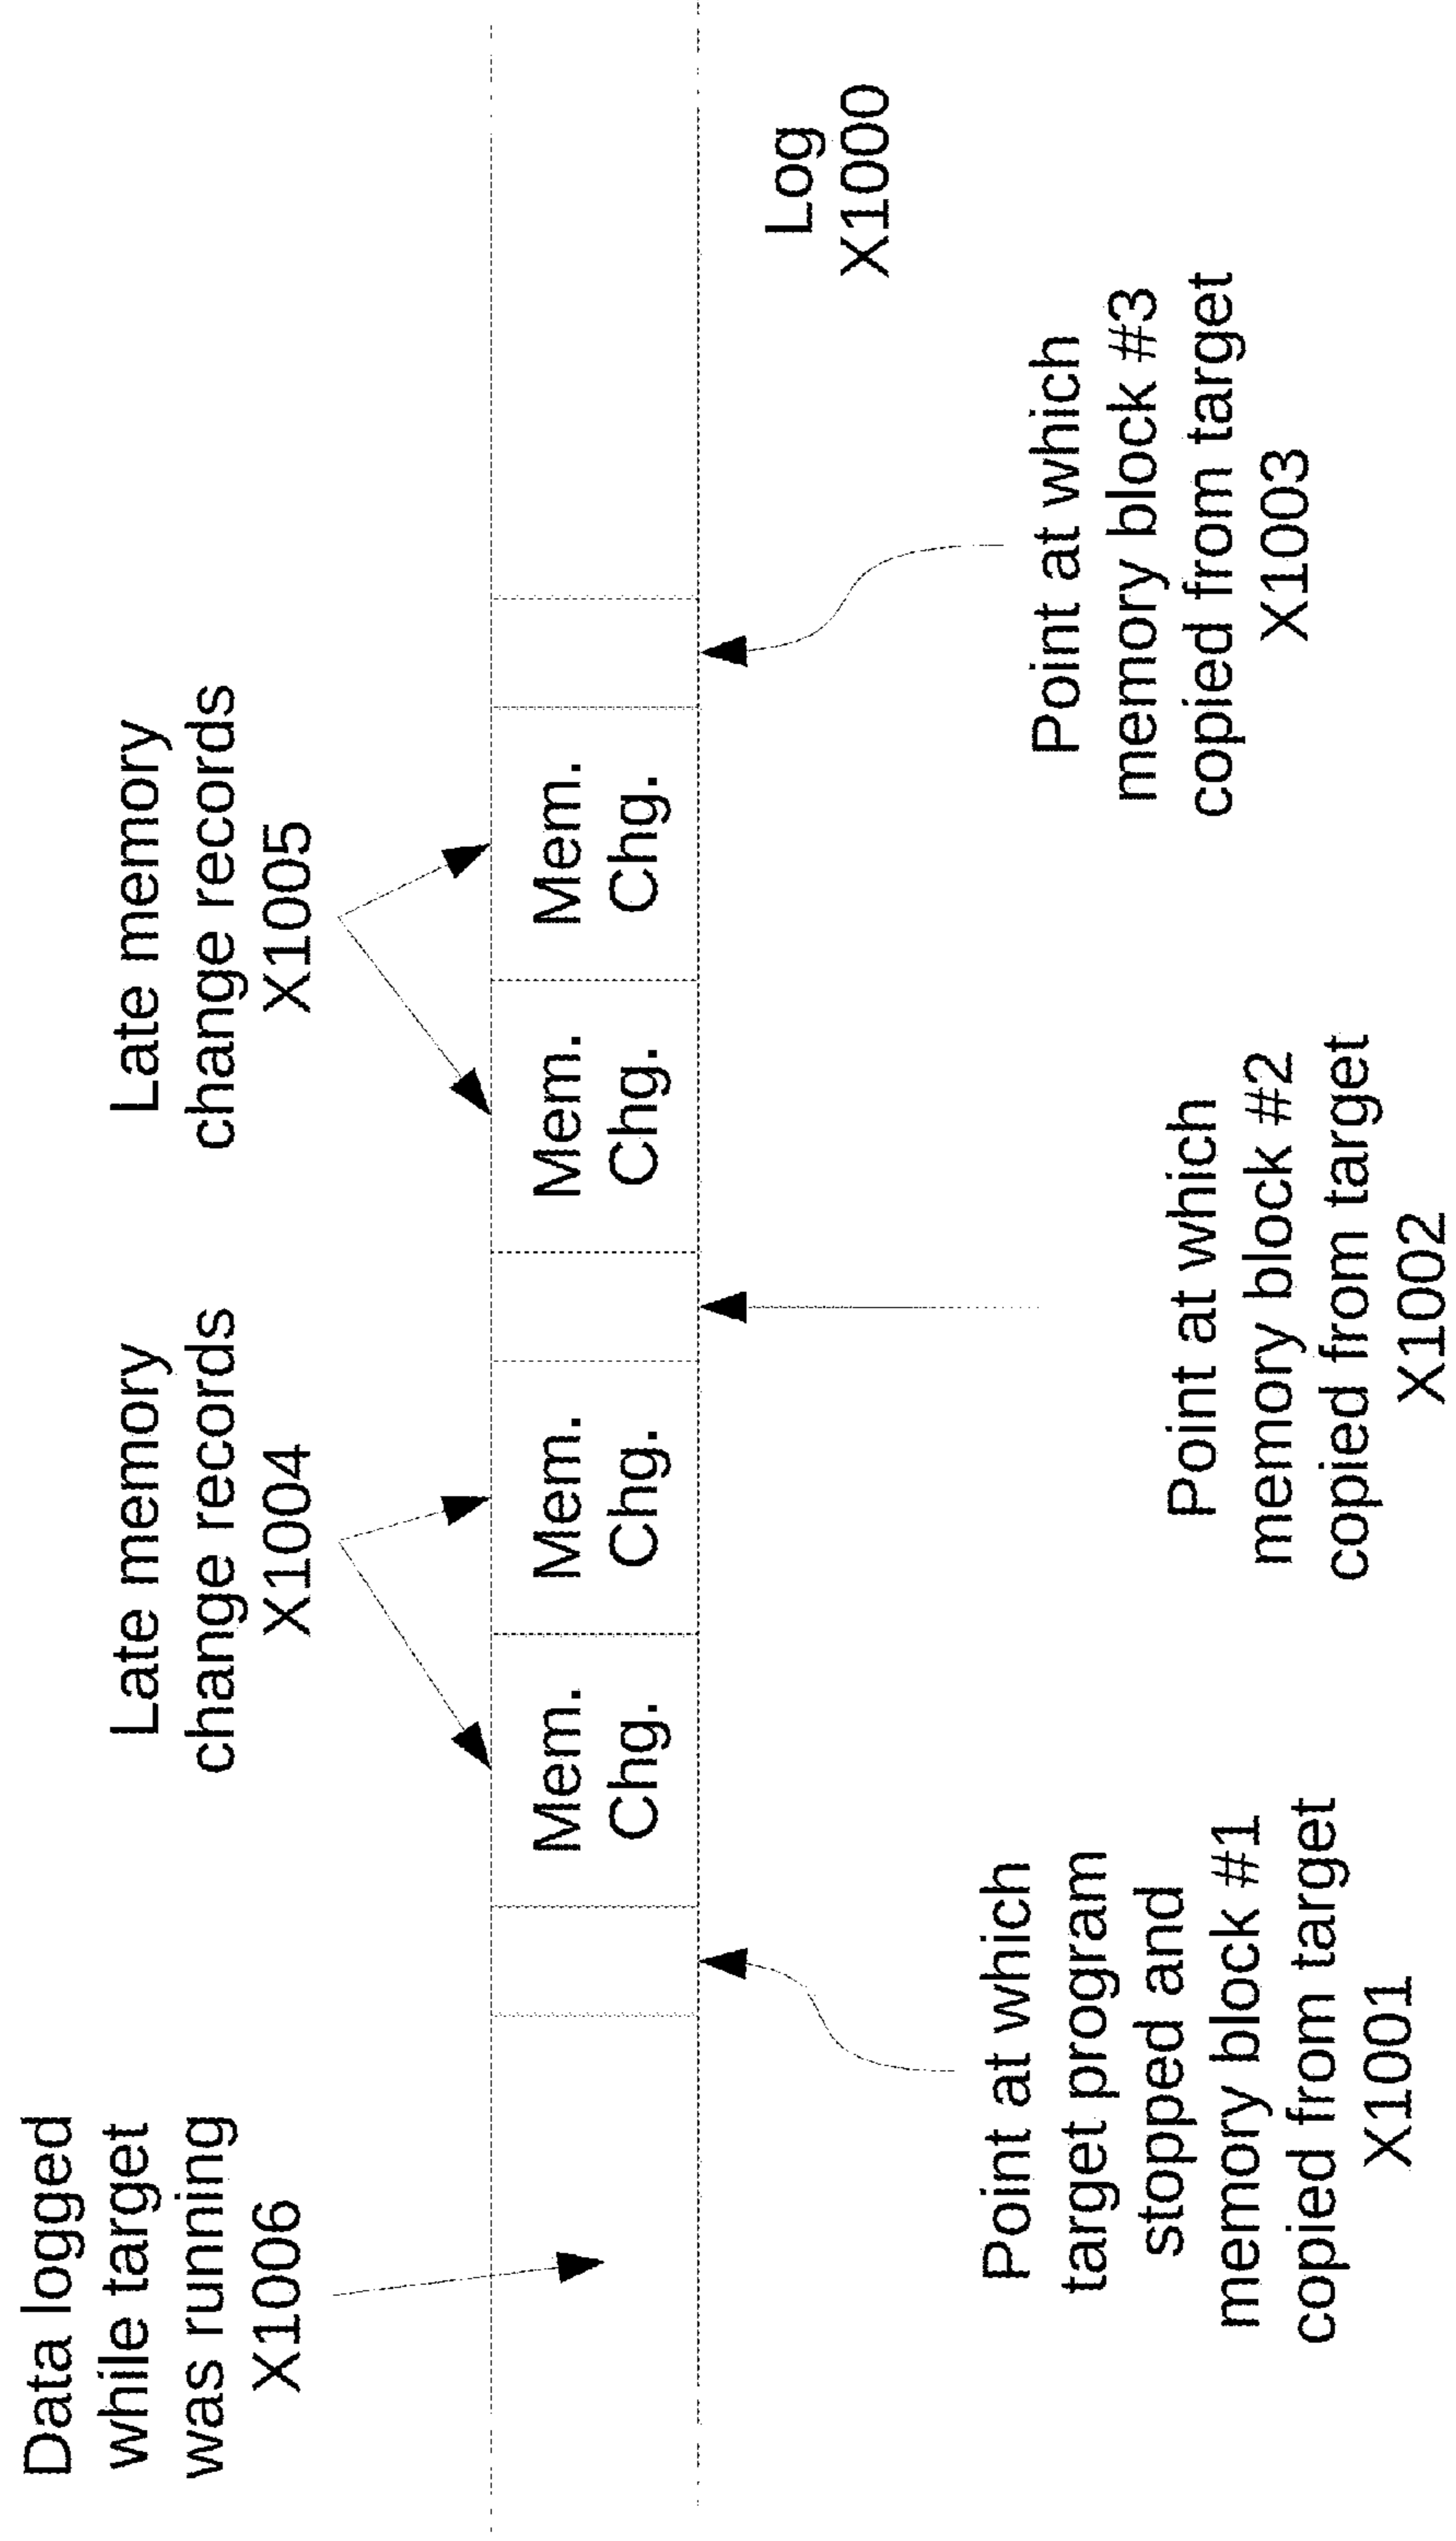 Data logged
while target
was running
X1006
Late memory
change records
X1004
Late memory
change records
X1005
Mem.
Chg.
Mem.
Chg.
Mem.
Chg.
Mem.
Chg.
Log
X1000
Point at which
target program
stopped and
memory block #1
copied from target
X1001
Point at which
memory block #2
copied from target
X1002
Point at which
memory block #3
copied from target
X1003